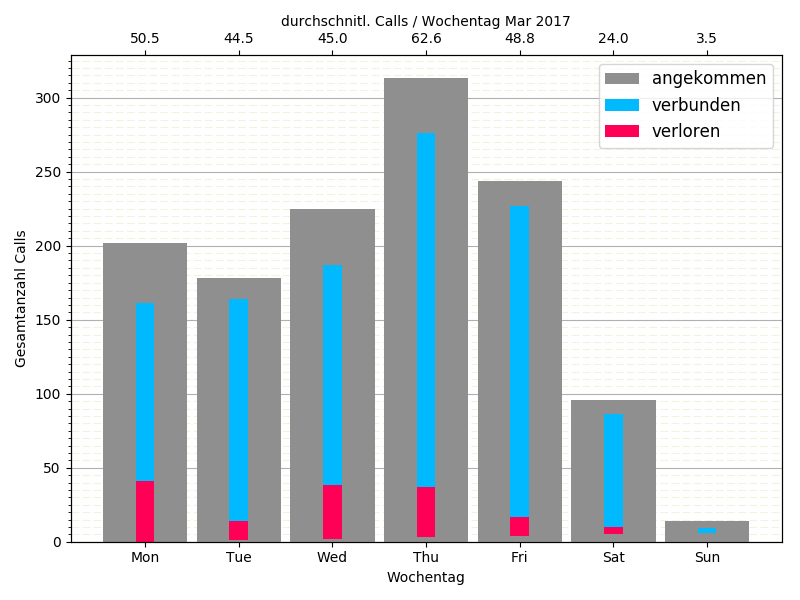 durchschnitl. Calls / Wochentag Mar 2017
50.5 44.5 45.0 62.6 48.8 24.0 3.5
angekommen
verbunden
verloren
Gesamtanzahl Calls
300
250
200
150
100
50
0
Mon Tue Wed Thu Fri Sat Sun
Wochentag